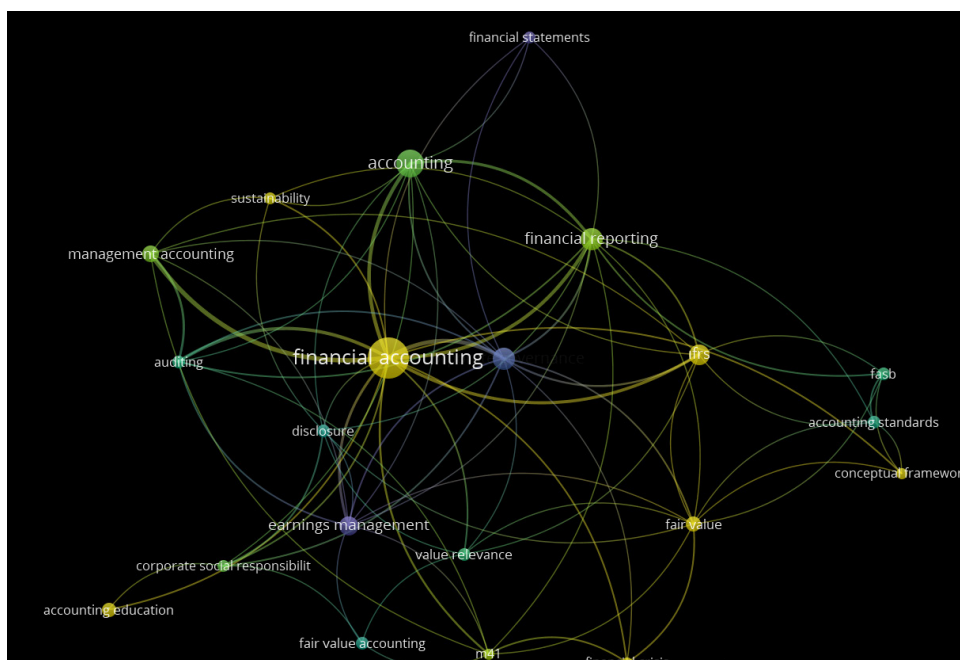 financial statements
accounting
sustainability
financial reporting
management accounting
financial accounting
ifrs
auditing
fasb
accounting standards
disclosure
conceptual framewor
earnings management
fair value
value relevance
corporate social responsibilit
accounting education
fair value accounting
m41